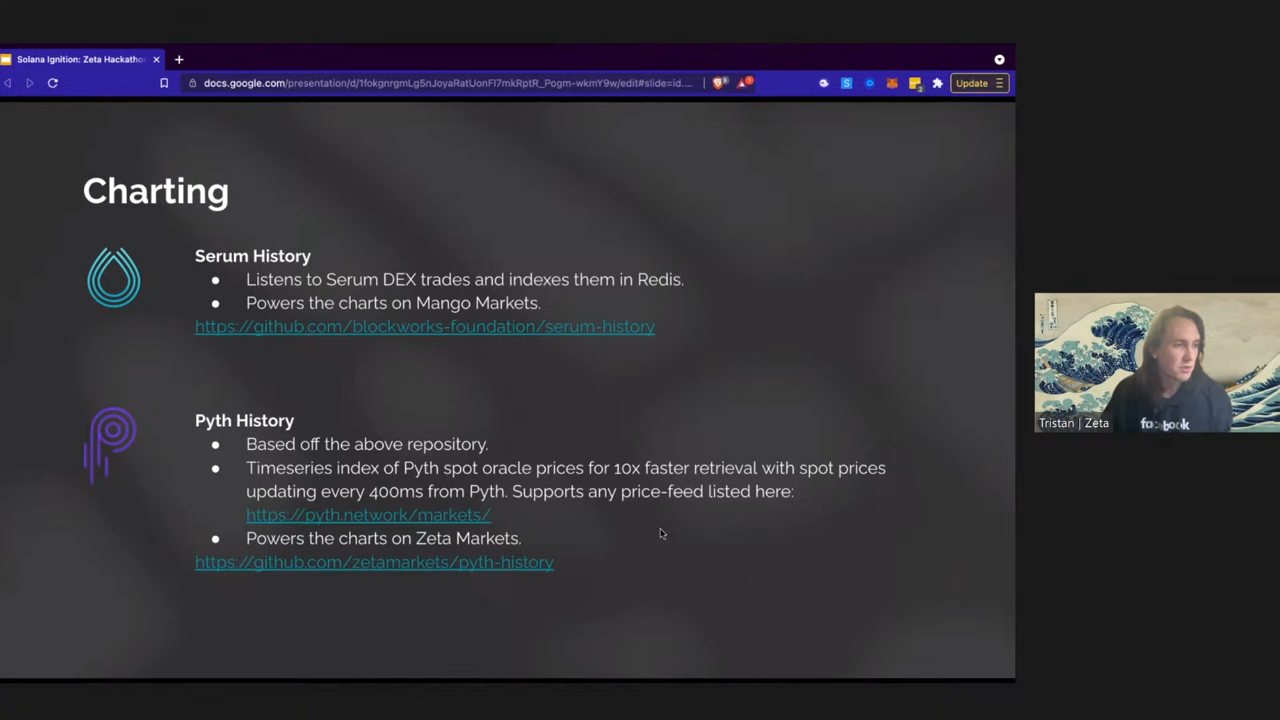 Solana Ignition: Zeta Hackathon
docs.google.com/presentation/d/1fokgnrgmLg5nJoyaRatUonFI7mkRptR_Pogm-wkmY9w/edit#slide=id....
Update
Charting
Serum History
● Listens to Serum DEX trades and indexes them in Redis.
● Powers the charts on Mango Markets.
https://github.com/blockworks-foundation/serum-history
Pyth History
● Based off the above repository.
● Timeseries index of Pyth spot oracle prices for 10x faster retrieval with spot prices
updating every 400ms from Pyth. Supports any price-feed listed here:
https://pyth.network/markets/
● Powers the charts on Zeta Markets.
https://github.com/zetamarkets/pyth-history
Tristan | Zeta
facebook